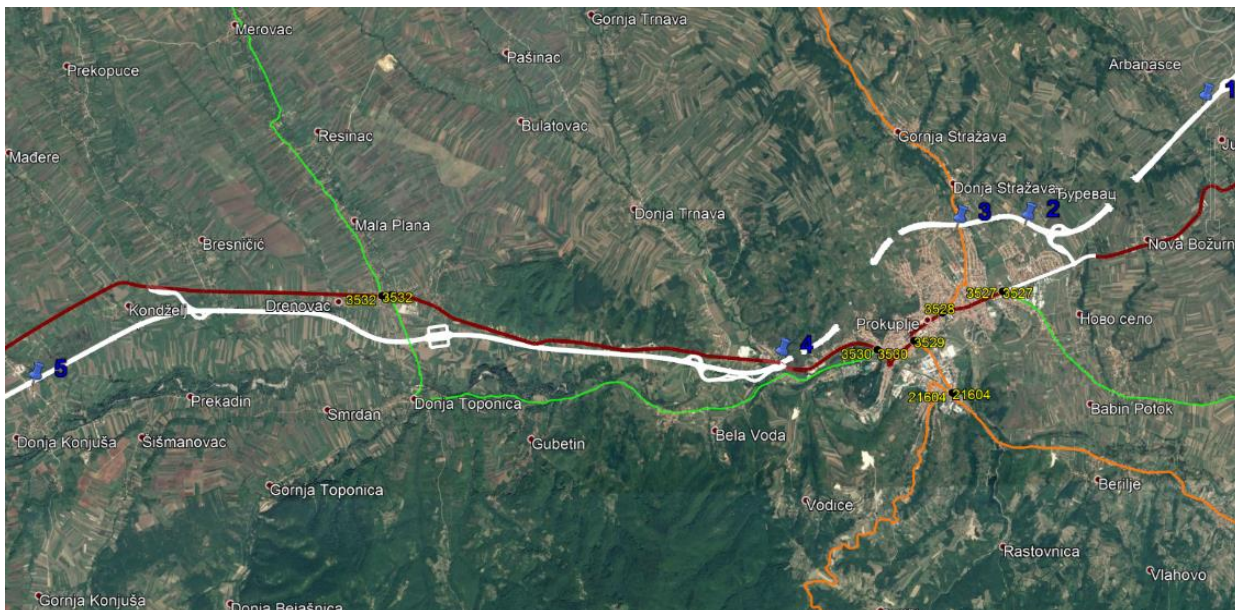 Gornja Trnava
Merovac
Pašinac
Arbanasce
Prekopuce
1
Bulatovac
Resinac
Gornja Stražava
Mađere
Donja Stražava
Ђуревац
Donja Trnava
3
2
Mala Plana
Bresničić
Nova Božurn
3532
3532
3527
3527
Kondželj
Drenovac
3528
Prokuplje
Ново село
3529
4
3530
3530
5
21604
21604
Prekadin
Donja Toponica
Babin Potok
Smrdan
Donja Konjuša
Šišmanovac
Gubetin
Bela Voda
Gornja Toponica
Berilje
Vodice
Rastovnica
Vlahovo
Gornja Konjuša
Donja Bejašnica